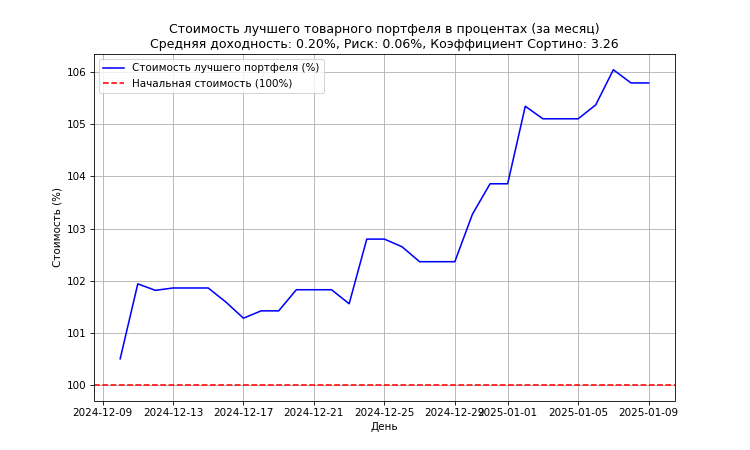 Стоимость лучшего товарного портфеля в процентах (за месяц)
Средняя доходность: 0.20%, Риск: 0.06%, Коэффициент Сортино: 3.26
Стоимость лучшего портфеля (%)
Начальная стоимость (100%)
Стоимость (%)
106
105
104
103
102
101
100
2024-12-09 2024-12-13 2024-12-17 2024-12-21 2024-12-25 2024-12-29 2025-01-01 2025-01-05 2025-01-09
День